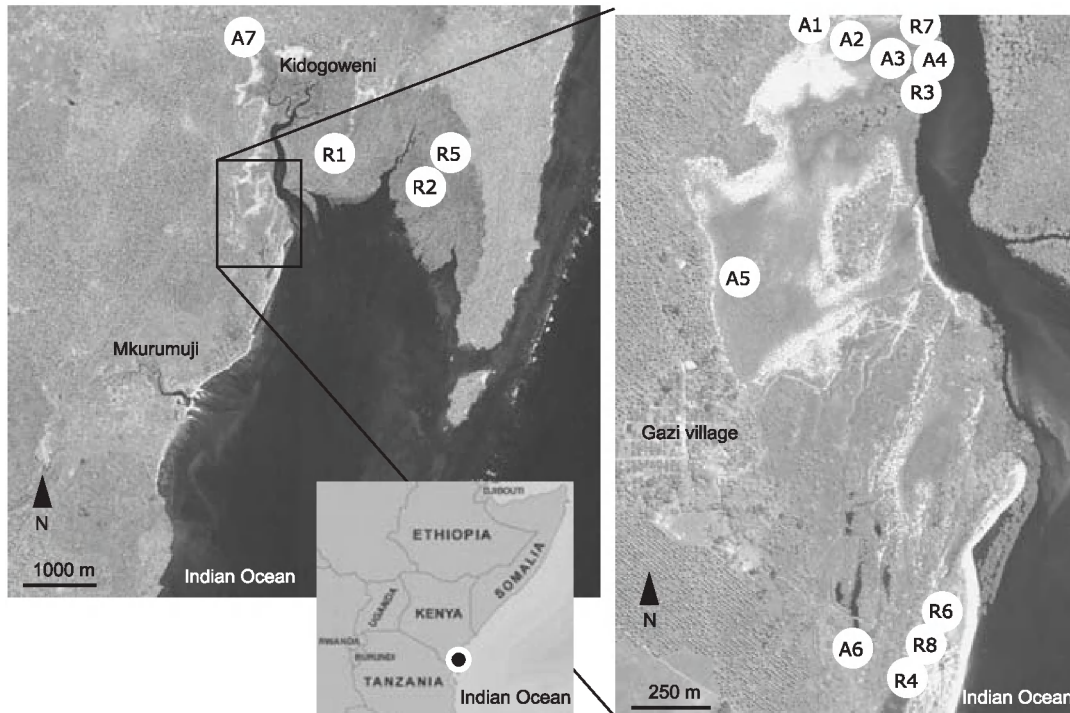 A7
Kidogoweni
R1
R5
R2
Mkurumuji
N
1000 m
Indian Ocean
DJIBOUTI
ETHIOPIA
SOMALIA
UGANDA
KENYA
RWANDA
BURUNDI
TANZANIA
Indian Ocean
A1
R7
A2
A3
A4
R3
A5
Gazi village
N
R6
A6
R8
R4
250 m
Indian Ocean